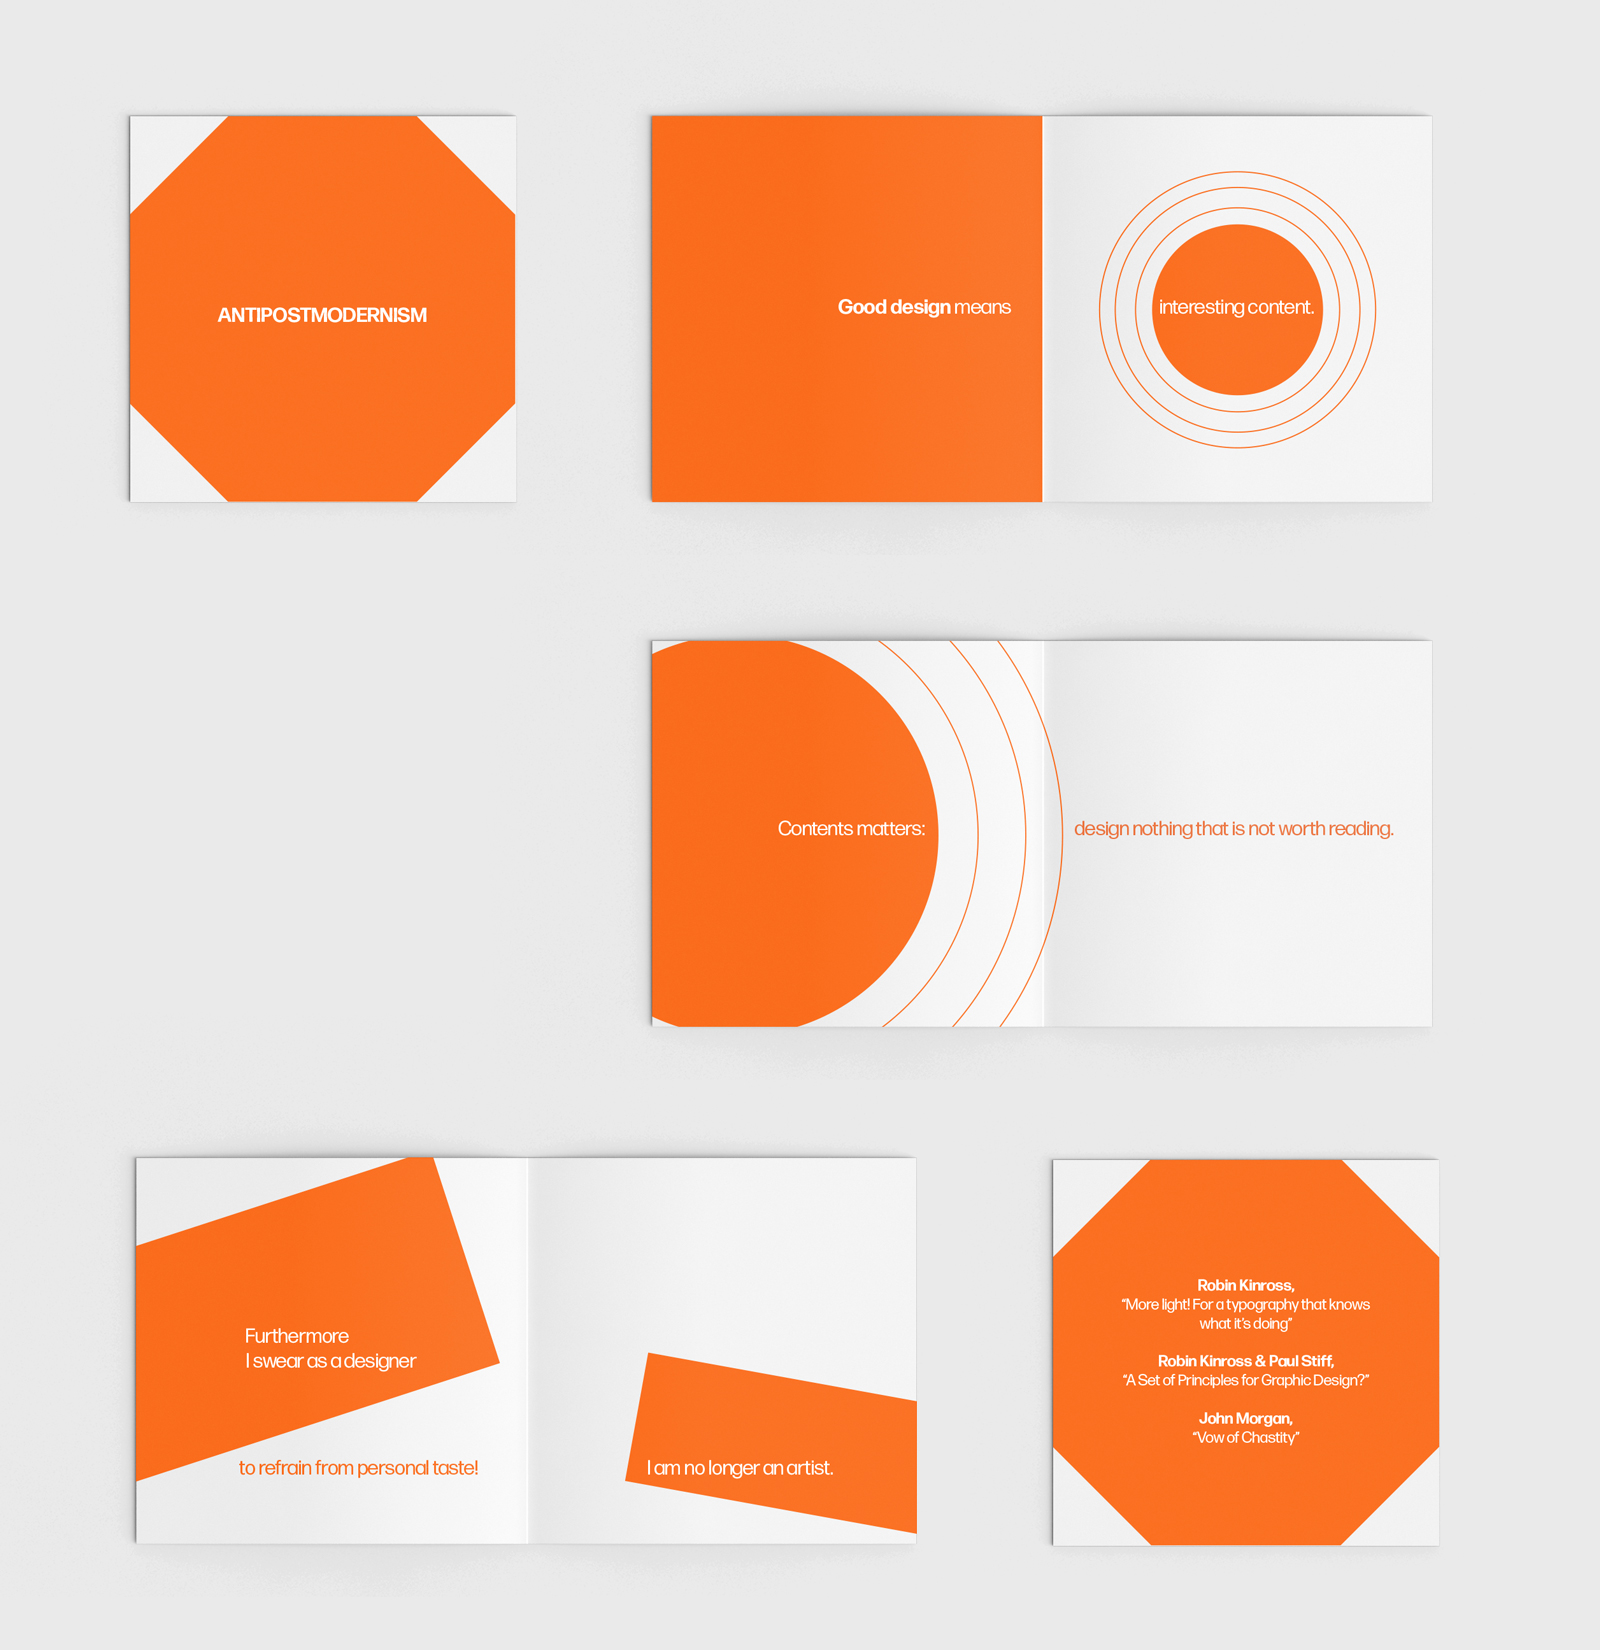 ANTIPOSTMODERNISM
Good design means
interesting content.
Contents matters:
design nothing that is not worth reading.
Furthermore
I swear as a designer
to refrain from personal taste!
I am no longer an artist.
Robin Kinross,
“More light! For a typography that knows
what it’s doing”
Robin Kinross & Paul Stiff,
“A Set of Principles for Graphic Design?”
John Morgan,
“Vow of Chastity”